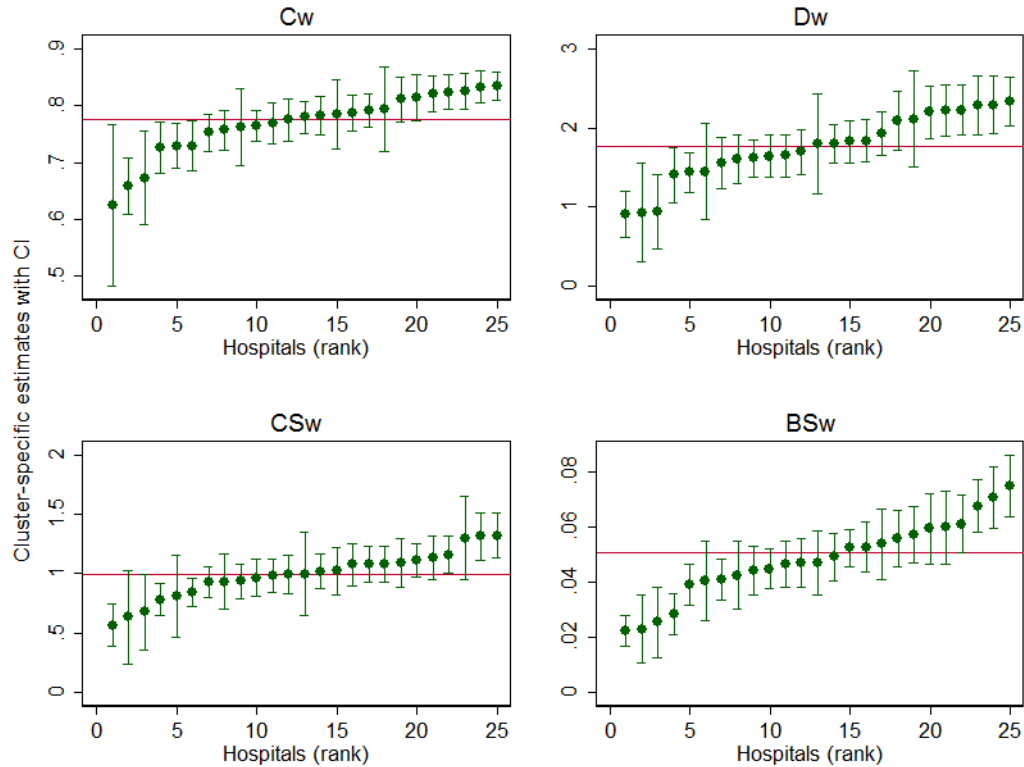 Cluster-specific estimates with CI
Cw
.9
.8
.7
.6
.5
0 5 10 15 20 25
Hospitals (rank)
Dw
3
2
1
0
0 5 10 15 20 25
Hospitals (rank)
CSw
2
1.5
1
.5
0
0 5 10 15 20 25
Hospitals (rank)
BSw
.08
.06
.04
.02
0
0 5 10 15 20 25
Hospitals (rank)